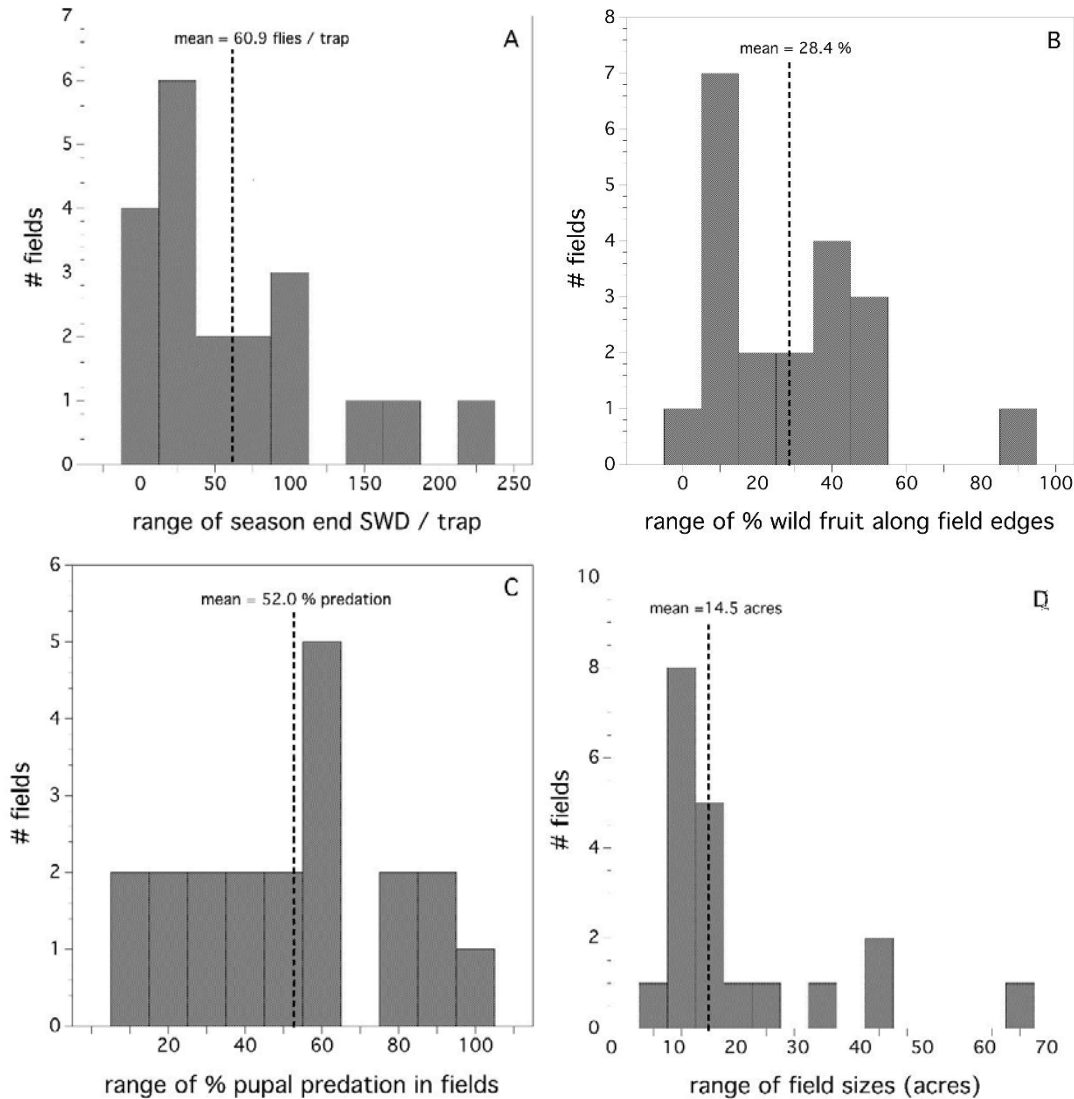 A
mean = 60.9 flies / trap
# fields
7
6
5
4
3
2
1
0
0 50 100 150 200 250
range of season end SWD / trap
B
mean = 28.4 %
# fields
8
7
6
5
4
3
2
1
0
0 20 40 60 80 100
range of % wild fruit along field edges
C
mean = 52.0 % predation
# fields
6
5
4
3
2
1
0
20 40 60 80 100
range of % pupal predation in fields
D
mean =14.5 acres
# fields
10
8
6
4
2
0
0 10 20 30 40 50 60 70
range of field sizes (acres)